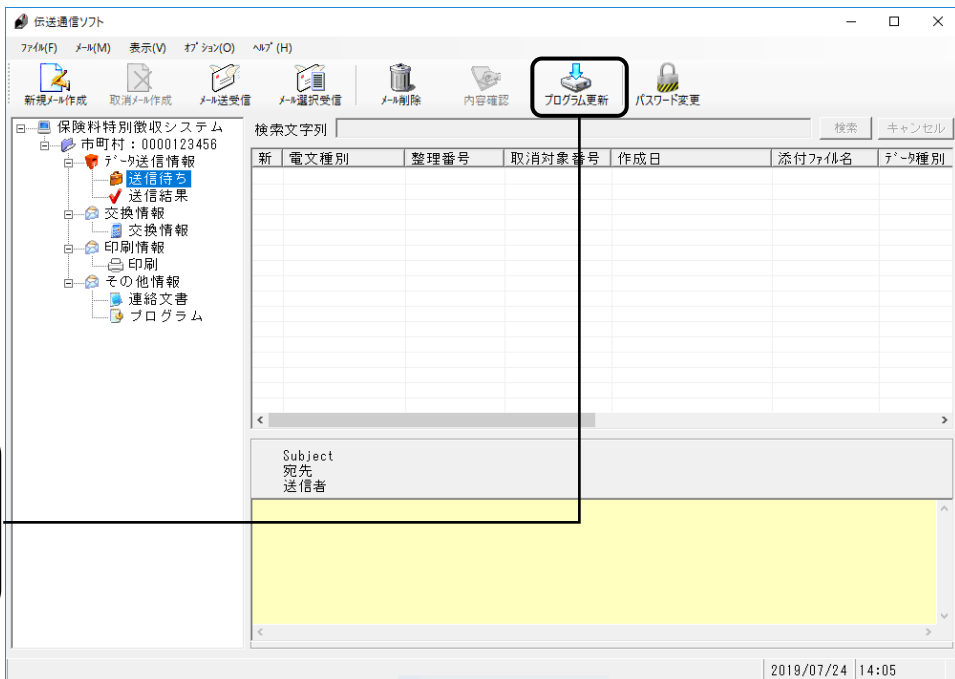 伝送通信ソフト
ﾌｧｲﾙ(F) ﾒｰﾙ(M) 表示(V) ｵﾌﾟｼｮﾝ(O) ﾍﾙﾌﾟ(H)
新規ﾒｰﾙ作成 取消ﾒｰﾙ作成 ﾒｰﾙ送受信 ﾒｰﾙ選択受信 ﾒｰﾙ削除 内容確認 ﾌﾟﾛｸﾞﾗﾑ更新 ﾊﾟｽﾜｰﾄﾞ変更
保険料特別徴収システム
市町村：0000123456
ﾃﾞｰﾀ送信情報
送信待ち
送信結果
交換情報
交換情報
印刷情報
印刷
その他情報
連絡文書
プログラム
検索文字列 検索 キャンセル
新 電文種別 整理番号 取消対象番号 作成日 添付ﾌｧｲﾙ名 ﾃﾞｰﾀ種別
Subject
宛先
送信者
2019/07/24 14:05